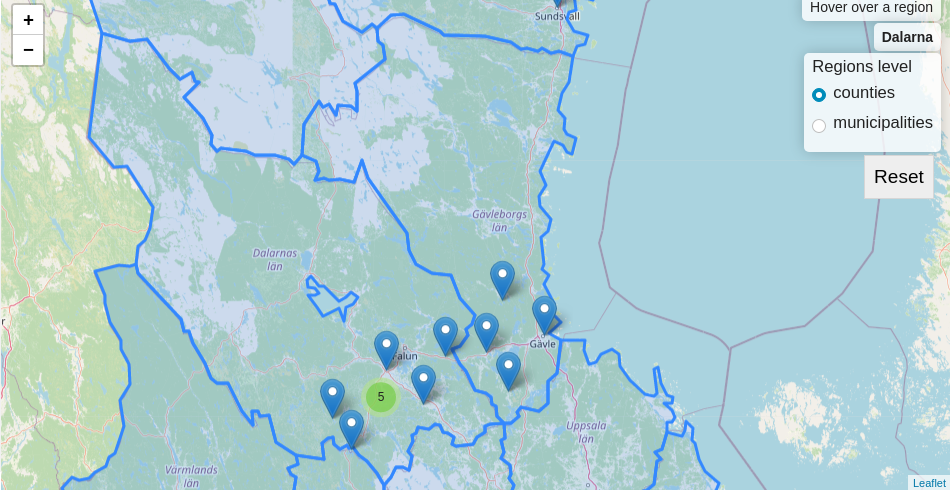 +
−
Sundsvall
Hover over a region
Dalarna
Regions level
counties
municipalities
Reset
Gävleborgs
län
Dalarnas
län
Gävle
Falun
5
Uppsala
län
Värmlands
län
r
Leaflet